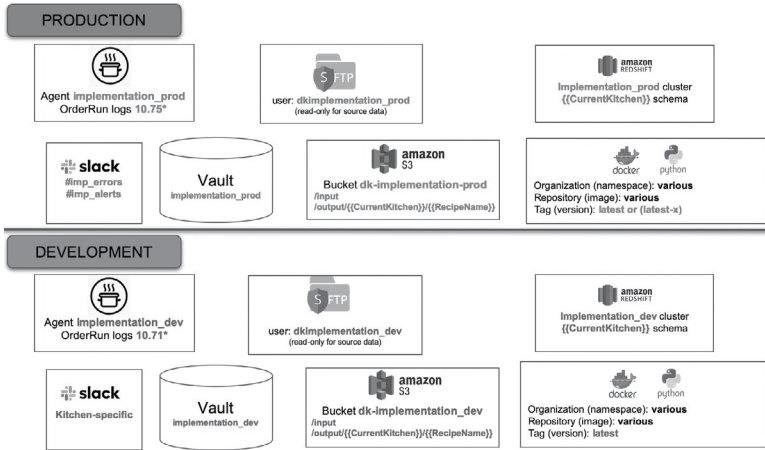 PRODUCTION
Agent implementation_prod
OrderRun logs 10.75*
SFTP
user: dkimplementation_prod
(read-only for source data)
amazon
REDSHIFT
Implementation_prod cluster
{{CurrentKitchen}} schema
slack
#imp_errors
#imp_alerts
Vault
implementation_prod
amazon
S3
Bucket dk-implementation-prod
/input
/output/{{CurrentKitchen}}/{{RecipeName}}
docker
python
Organization (namespace): various
Repository (image): various
Tag (version): latest or (latest-x)
DEVELOPMENT
Agent implementation_dev
OrderRun logs 10.71*
SFTP
user: dkimplementation_dev
(read-only for source data)
amazon
REDSHIFT
Implementation_dev cluster
{{CurrentKitchen}} schema
slack
Kitchen-specific
Vault
implementation_dev
amazon
S3
Bucket dk-implementation_dev
/input
/output/{{CurrentKitchen}}/{{RecipeName}}
docker
python
Organization (namespace): various
Repository (image): various
Tag (version): latest